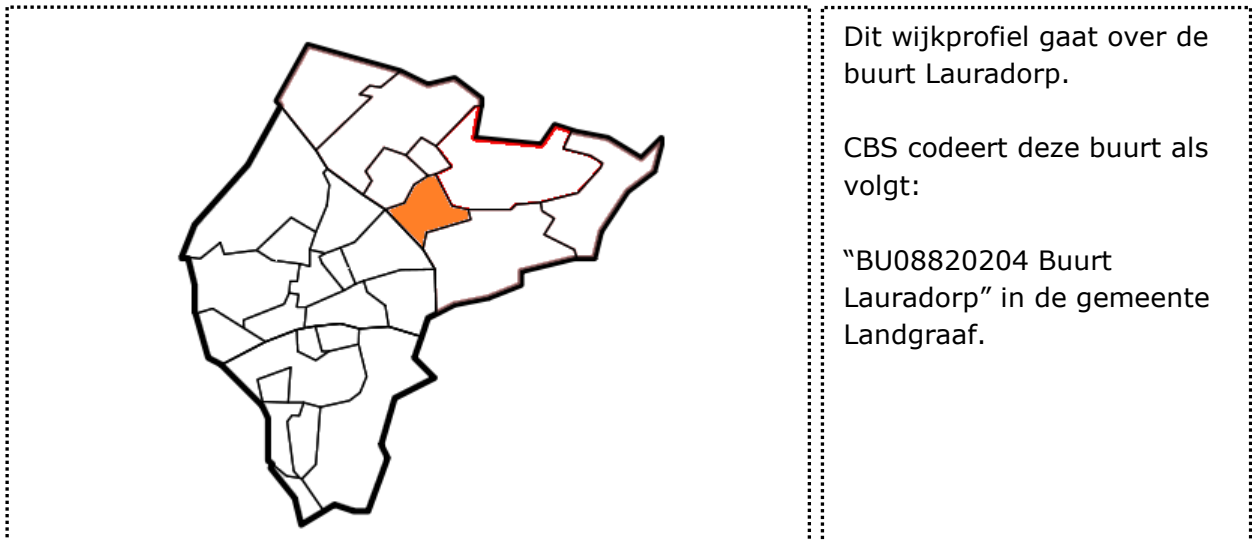 Dit wijkprofiel gaat over de
buurt Lauradorp.
CBS codeert deze buurt als
volgt:
“BU08820204 Buurt
Lauradorp” in de gemeente
Landgraaf.